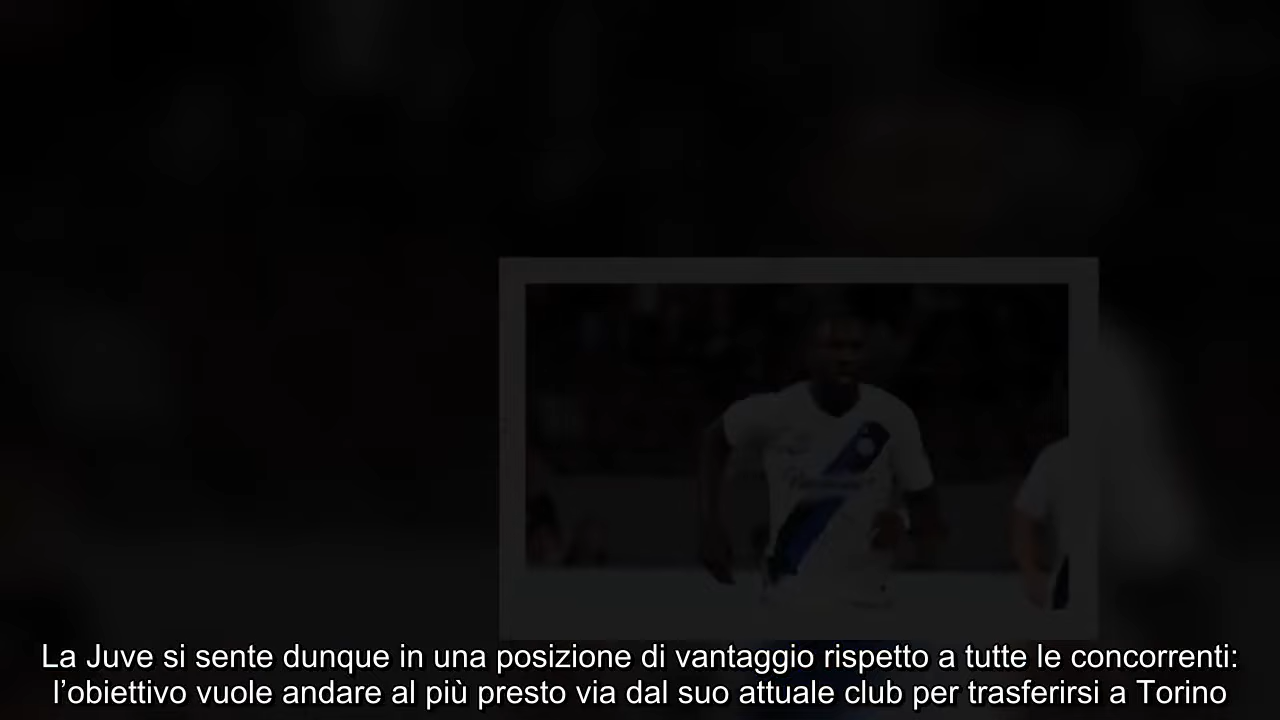 La Juve si sente dunque in una posizione di vantaggio rispetto a tutte le concorrenti:
l’obiettivo vuole andare al più presto via dal suo attuale club per trasferirsi a Torino